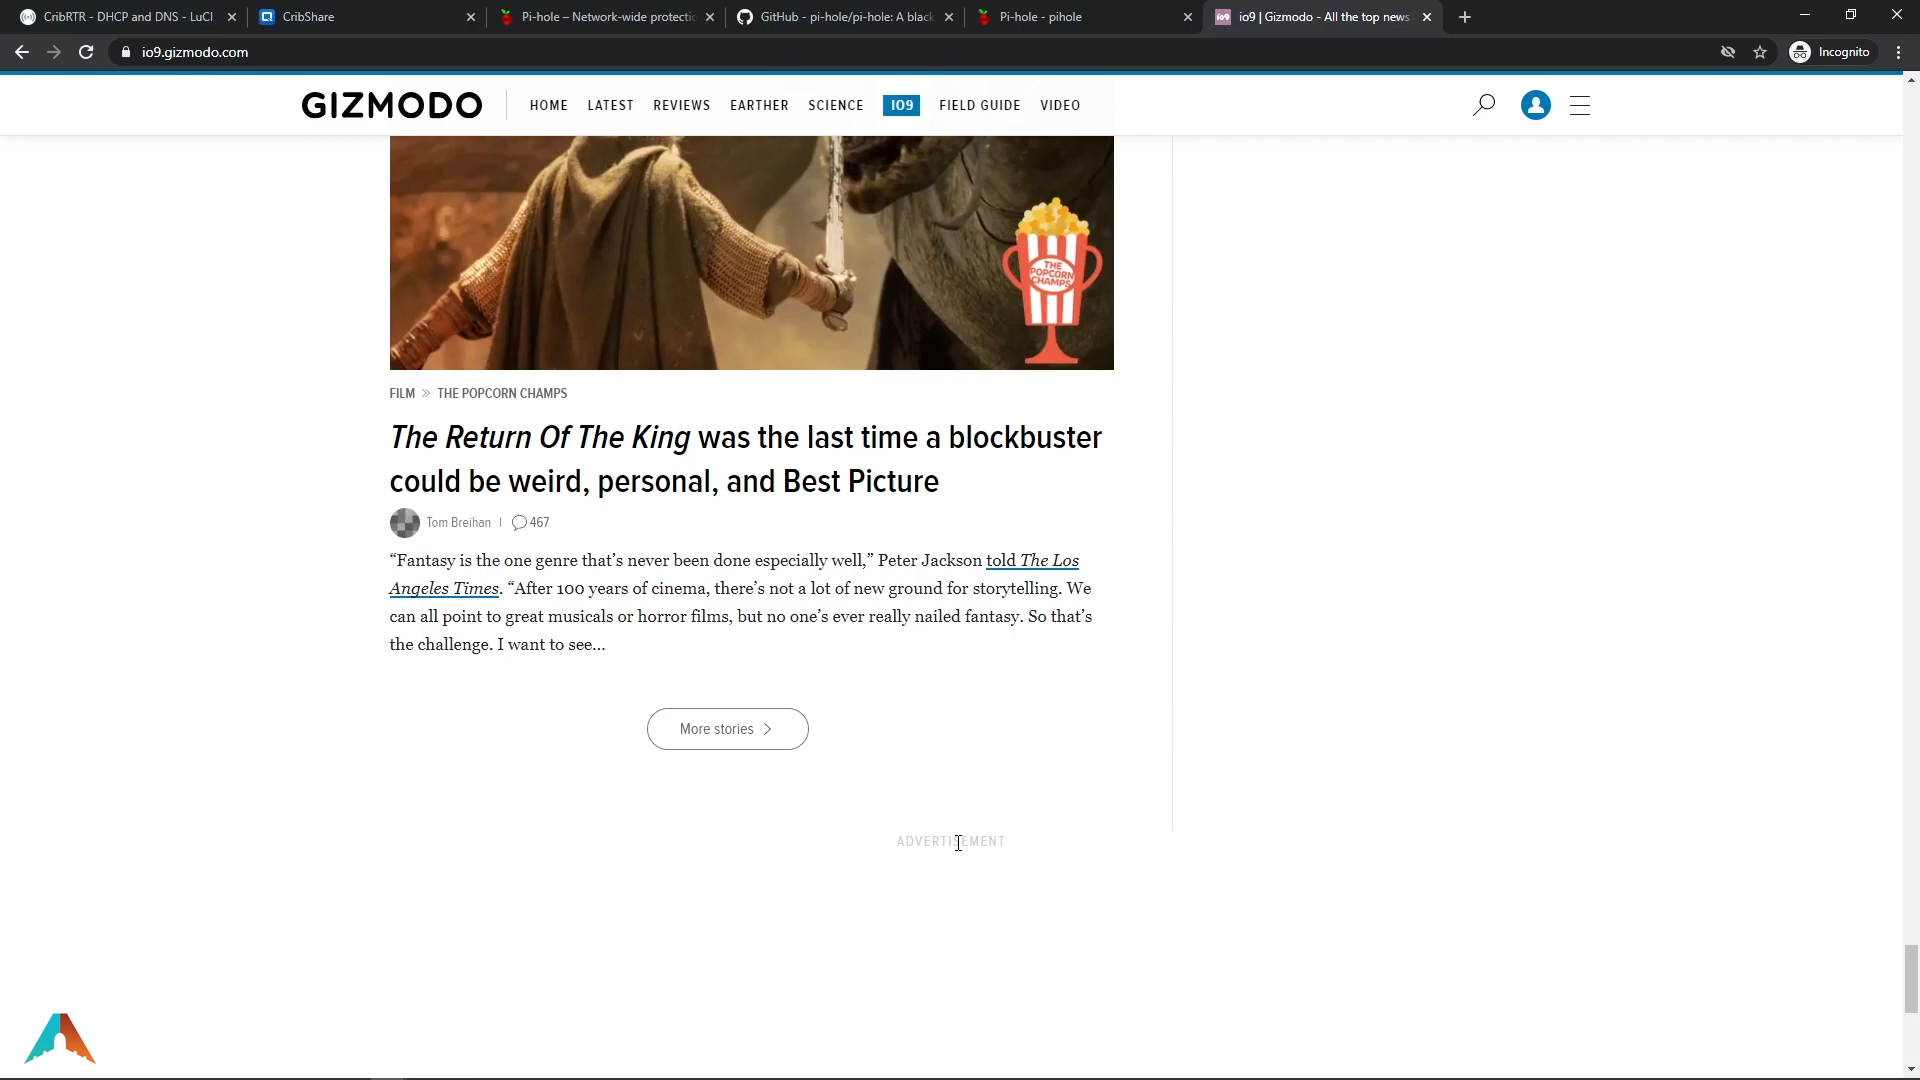 CribRTR - DHCP and DNS - LuCI
CribShare
Pi-hole – Network-wide protectic
GitHub - pi-hole/pi-hole: A black
Pi-hole - pihole
io9 | Gizmodo - All the top news
io9.gizmodo.com
Incognito
GIZMODO
HOME LATEST REVIEWS EARTHER SCIENCE IO9 FIELD GUIDE VIDEO
THE
POPCORN
CHAMPS
FILM » THE POPCORN CHAMPS
The Return Of The King was the last time a blockbuster
could be weird, personal, and Best Picture
Tom Breihan | 467
“Fantasy is the one genre that’s never been done especially well,” Peter Jackson told The Los
Angeles Times. “After 100 years of cinema, there’s not a lot of new ground for storytelling. We
can all point to great musicals or horror films, but no one’s ever really nailed fantasy. So that’s
the challenge. I want to see...
More stories
ADVERTISEMENT